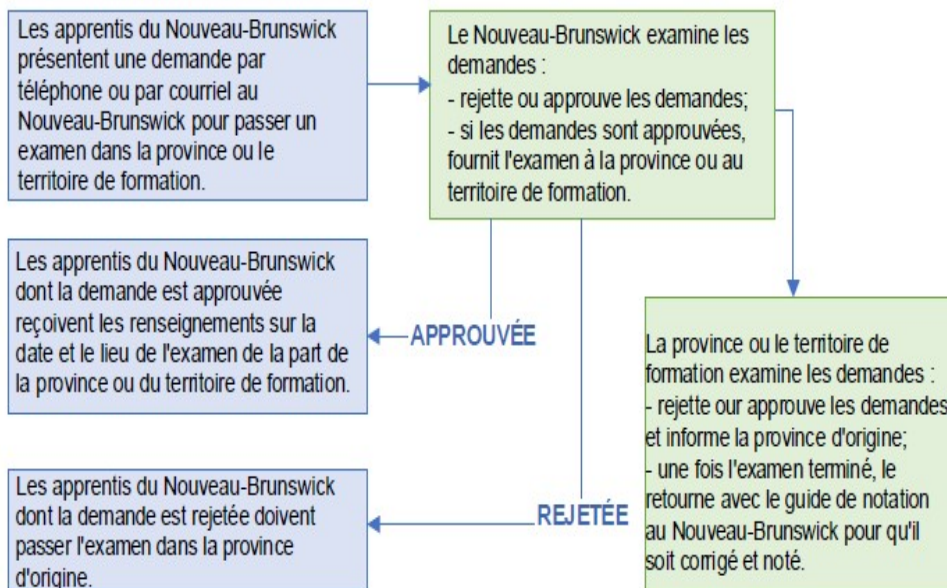 Les apprentis du Nouveau-Brunswick
présentent une demande par
téléphone ou par courriel au
Nouveau-Brunswick pour passer un
examen dans la province ou le
territoire de formation.
Le Nouveau-Brunswick examine les
demandes :
- rejette ou approuve les demandes;
- si les demandes sont approuvées,
fournit l'examen à la province ou au
territoire de formation.
Les apprentis du Nouveau-Brunswick
dont la demande est approuvée
reçoivent les renseignements sur la
date et le lieu de l'examen de la part de
la province ou du territoire de formation.
APPROUVÉE
La province ou le territoire de
formation examine les demandes :
- rejette our approuve les demandes
et informe la province d'origine;
- une fois l'examen terminé, le
retourne avec le guide de notation
au Nouveau-Brunswick pour qu'il
soit corrigé et noté.
Les apprentis du Nouveau-Brunswick
dont la demande est rejetée doivent
passer l'examen dans la province
d'origine.
REJETÉE